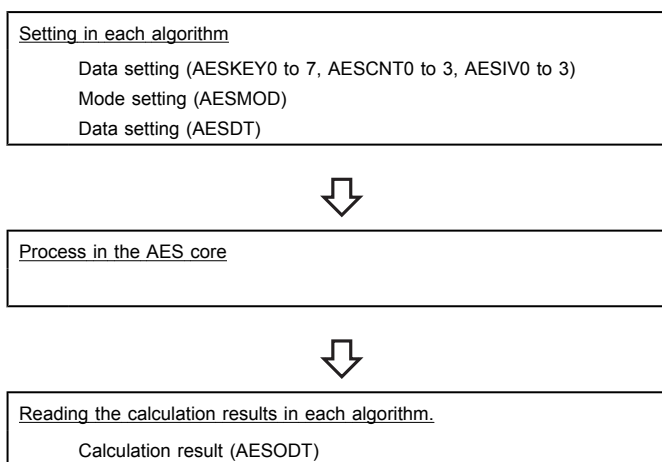 Setting in each algorithm
Data setting (AESKEY0 to 7, AESCNT0 to 3, AESIV0 to 3)
Mode setting (AESMOD)
Data setting (AESDT)
Process in the AES core
Reading the calculation results in each algorithm.
Calculation result (AESODT)